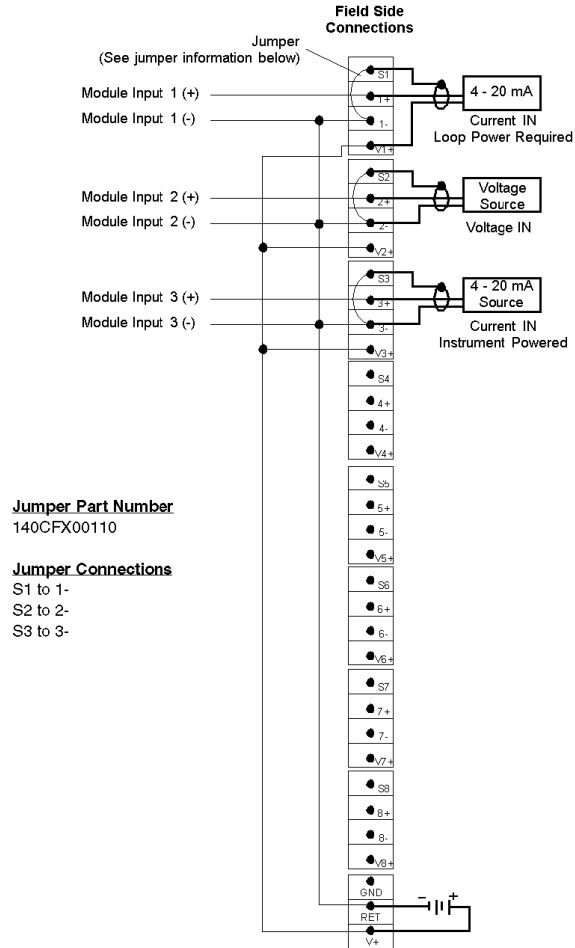 Field Side
Connections
Jumper
(See jumper information below)
S1
Module Input 1 (+)
1+
4 - 20 mA
Module Input 1 (-)
1-
Current IN
Loop Power Required
V1+
S2
Module Input 2 (+)
2+
Voltage
Source
Module Input 2 (-)
2-
Voltage IN
V2+
S3
Module Input 3 (+)
3+
4 - 20 mA
Source
Module Input 3 (-)
3-
Current IN
Instrument Powered
V3+
S4
4+
4-
V4+
S5
5+
5-
V5+
S6
6+
6-
V6+
S7
7+
7-
V7+
S8
8+
8-
V8+
GND
RET
V+
- +
Jumper Part Number
140CFX00110
Jumper Connections
S1 to 1-
S2 to 2-
S3 to 3-